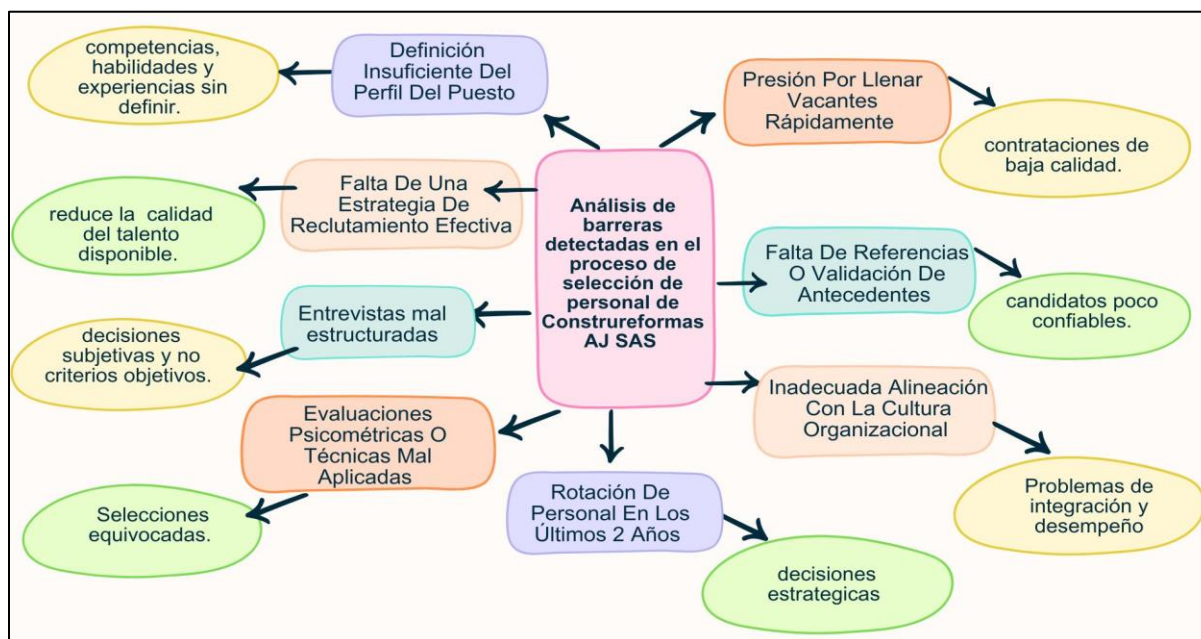 competencias,
habilidades y
experiencias sin
definir.
Definición
Insuficiente Del
Perfil Del Puesto
Presión Por Llenar
Vacantes
Rápidamente
contrataciones de
baja calidad.
reduce la calidad
del talento
disponible.
Falta De Una
Estrategia De
Reclutamiento Efectiva
Análisis de
barreras
detectadas en el
proceso de
selección de
personal de
Construreformas
AJ SAS
Falta De Referencias
O Validación De
Antecedentes
candidatos poco
confiables.
decisiones
subjetivas y no
criterios objetivos.
Entrevistas mal
estructuradas
Inadecuada Alineación
Con La Cultura
Organizacional
Problemas de
integración y
desempeño
Evaluaciones
Psicométricas O
Técnicas Mal
Aplicadas
Selecciones
equivocadas.
Rotación De
Personal En Los
Últimos 2 Años
decisiones
estrategicas